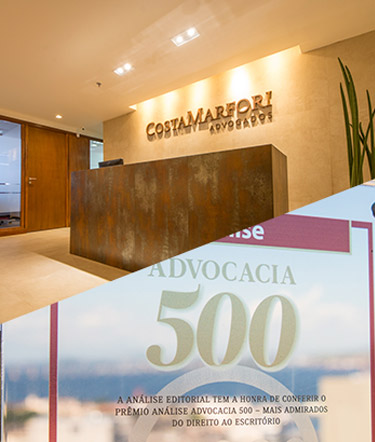 COSTAMARFORI
ADVOGADOS
ADVOCACIA
500
A ANÁLISE EDITORIAL TEM A HONRA DE CONFERIR O
PRÊMIO ANÁLISE ADVOCACIA 500 – MAIS ADMIRADOS
DO DIREITO AO ESCRITÓRIO